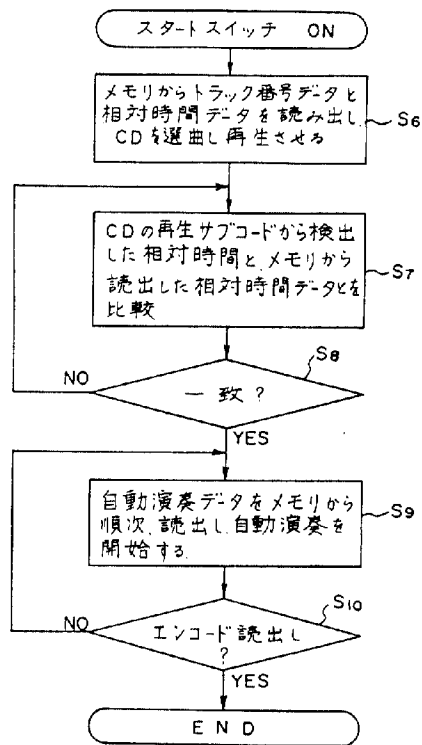 スタートスイッチ ON
メモリからトラック番号データと
相対時間データを読み出し、
CDを選曲し再生させる
S6
CDの再生サブコードから検出
した相対時間と、メモリから
読出した相対時間データとを
比較
S7
S8
一致?
NO
YES
自動演奏データをメモリから
順次、読出し、自動演奏を
開始する。
S9
S10
エンコード読出し
?
NO
YES
END